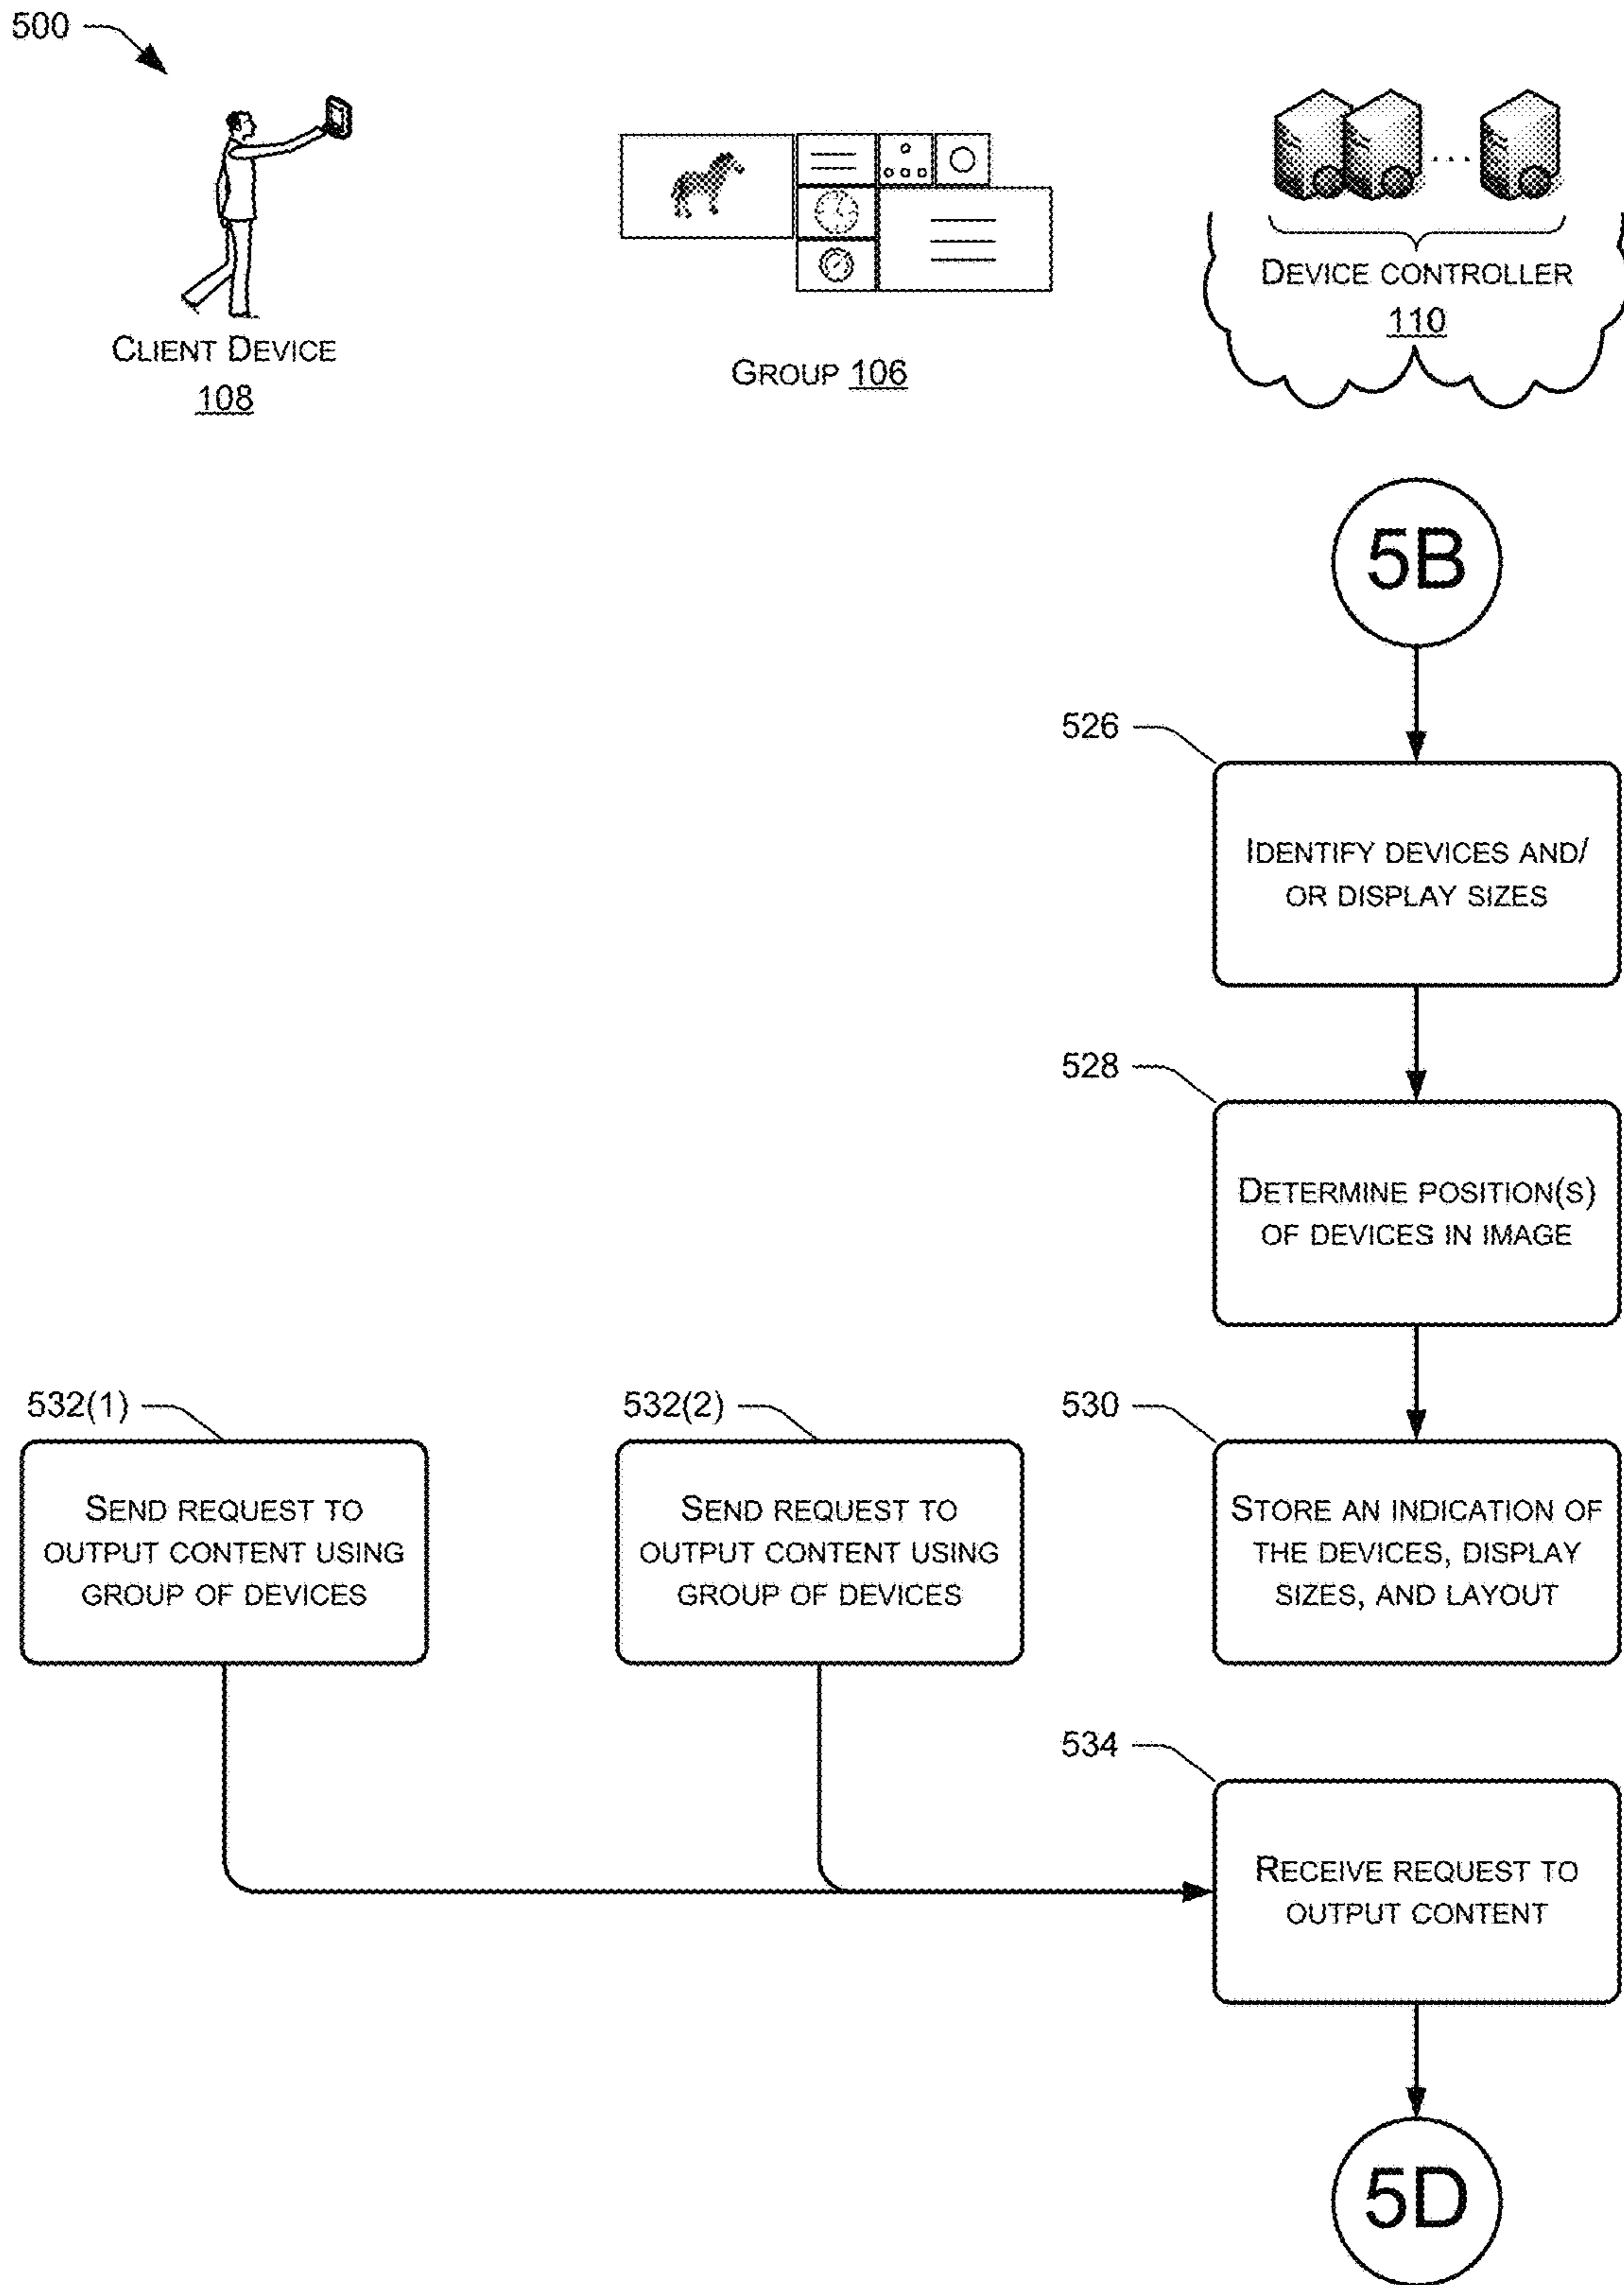 500
CLIENT DEVICE
108
GROUP 106
DEVICE CONTROLLER
110
5B
526
IDENTIFY DEVICES AND/
OR DISPLAY SIZES
528
DETERMINE POSITION(S)
OF DEVICES IN IMAGE
532(1)
SEND REQUEST TO
OUTPUT CONTENT USING
GROUP OF DEVICES
532(2)
SEND REQUEST TO
OUTPUT CONTENT USING
GROUP OF DEVICES
530
STORE AN INDICATION OF
THE DEVICES, DISPLAY
SIZES, AND LAYOUT
534
RECEIVE REQUEST TO
OUTPUT CONTENT
5D